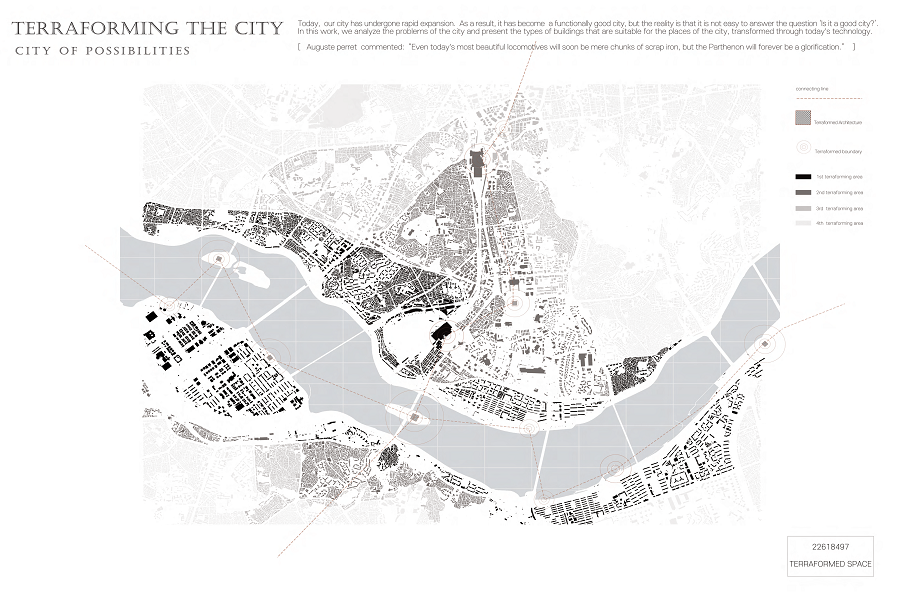 TERRAFORMING THE CITY
CITY OF POSSIBILITIES
Today, our city has undergone rapid expansion. As a result, it has become a functionally good city, but the reality is that it is not easy to answer the question 'Is it a good city?'.
In this work, we analyze the problems of the city and present the types of buildings that are suitable for the places of the city, transformed through today's technology.
[ Auguste perret commented: "Even today's most beautiful locomotives will soon be mere chunks of scrap iron, but the Parthenon will forever be a glorification." ]
connecting line
Terraformed Architecture
Terraformed boundary
1st terraforming area
2nd terraforming area
3rd terraforming area
4th terraforming area
22618497
TERRAFORMED SPACE